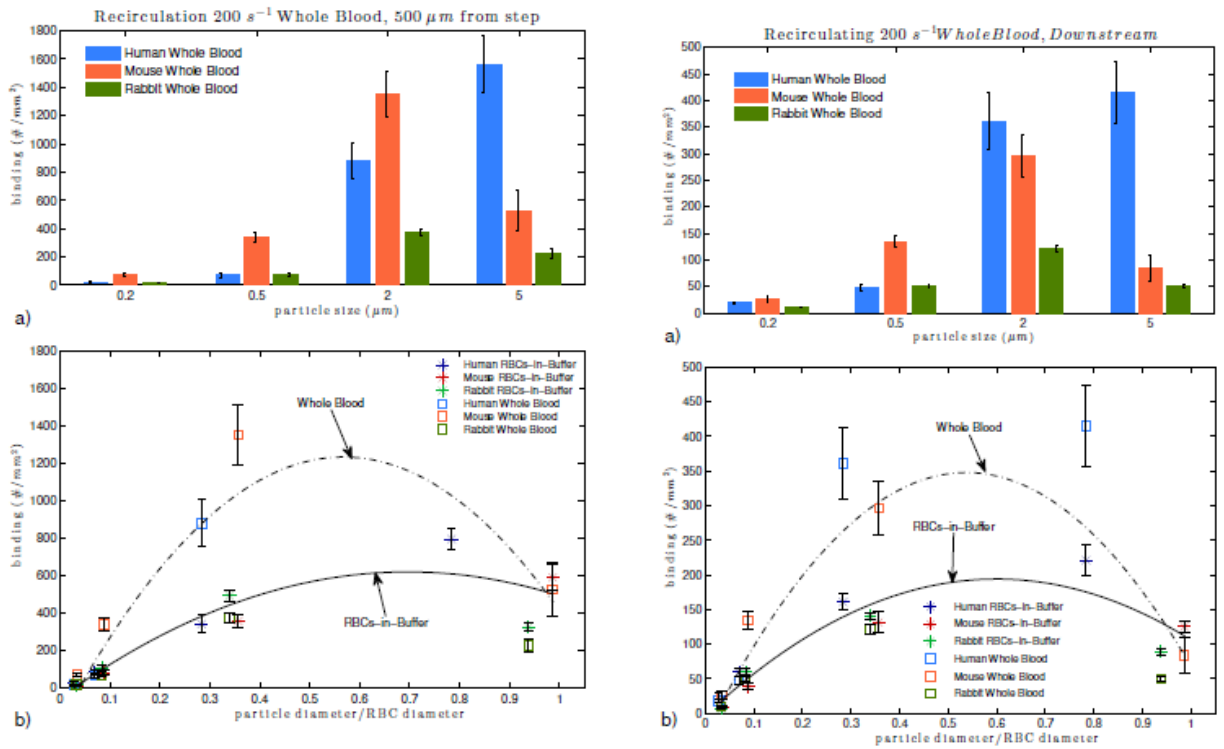 Recirculation 200 s⁻¹ Whole Blood, 500 μm from step
1800
1600
1400
1200
1000
800
600
400
200
0
binding (#/mm²)
Human Whole Blood
Mouse Whole Blood
Rabbit Whole Blood
0.2 0.5 2 5
particle size (μm)
a)
1800
1600
1400
1200
1000
800
600
400
200
0
binding (#/mm²)
Human RBCs-in-Buffer
Mouse RBCs-in-Buffer
Rabbit RBCs-in-Buffer
Human Whole Blood
Mouse Whole Blood
Rabbit Whole Blood
Whole Blood
RBCs-in-Buffer
0 0.1 0.2 0.3 0.4 0.5 0.6 0.7 0.8 0.9 1
particle diameter/RBC diameter
b)
Recirculating 200 s⁻¹WholeBlood, Downstream
500
450
400
350
300
250
200
150
100
50
0
binding (#/mm²)
Human Whole Blood
Mouse Whole Blood
Rabbit Whole Blood
0.2 0.5 2 5
particle size (μm)
a)
500
450
400
350
300
250
200
150
100
50
0
binding (#/mm²)
Whole Blood
RBCs-in-Buffer
Human RBCs-in-Buffer
Mouse RBCs-in-Buffer
Rabbit RBCs-in-Buffer
Human Whole Blood
Mouse Whole Blood
Rabbit Whole Blood
0 0.1 0.2 0.3 0.4 0.5 0.6 0.7 0.8 0.9 1
particle diameter/RBC diameter
b)